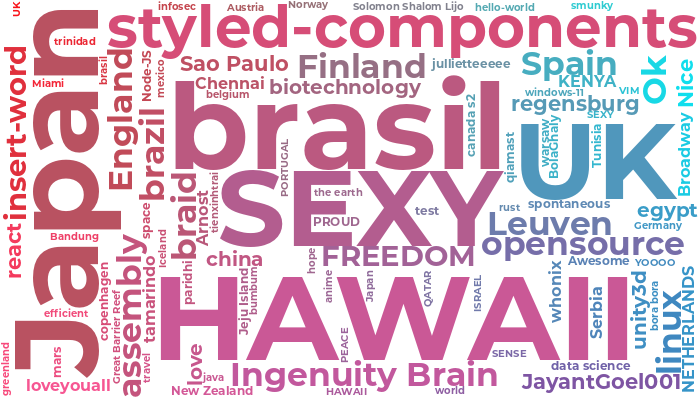 UK
infosec
Austria
Norway
Solomon Shalom Lijo
hello-world
smunky
styled-components
trinidad
brasil
mexico
Node-JS
Miami
insert-word
Japan
England
Sao Paulo
Finland
jullietteeeee
Spain
Ok
Broadway Nice
Chennai
belgium
biotechnology
KENYA
windows-11
VIM
regensburg
SEXY
brazil
brasil
canada s2
qiamast
warsaw
BolaGhaly
Tunisia
UK
PORTUGAL
SEXY
the earth
PROUD
test
rust
spontaneous
egypt
Germany
Leuven
opensource
braid
Arnost
tienxinhtrai
space
Iceland
react
Bandung
assembly
china
FREEDOM
hope
Awesome
YOOOO
tamarindo
paridhi
Jeju Island
bumbum
HAWAII
anime
Japan
QATAR
ISRAEL
whonix
Serbia
unity3d
bora bora
linux
NETHERLANDS
efficient
copenhagen
Great Barrier Reef
travel
mars
greenland
loveyouall
love
java
New Zealand
Ingenuity Brain
PEACE
HAWAII
world
SENSE
data science
JayantGoel001